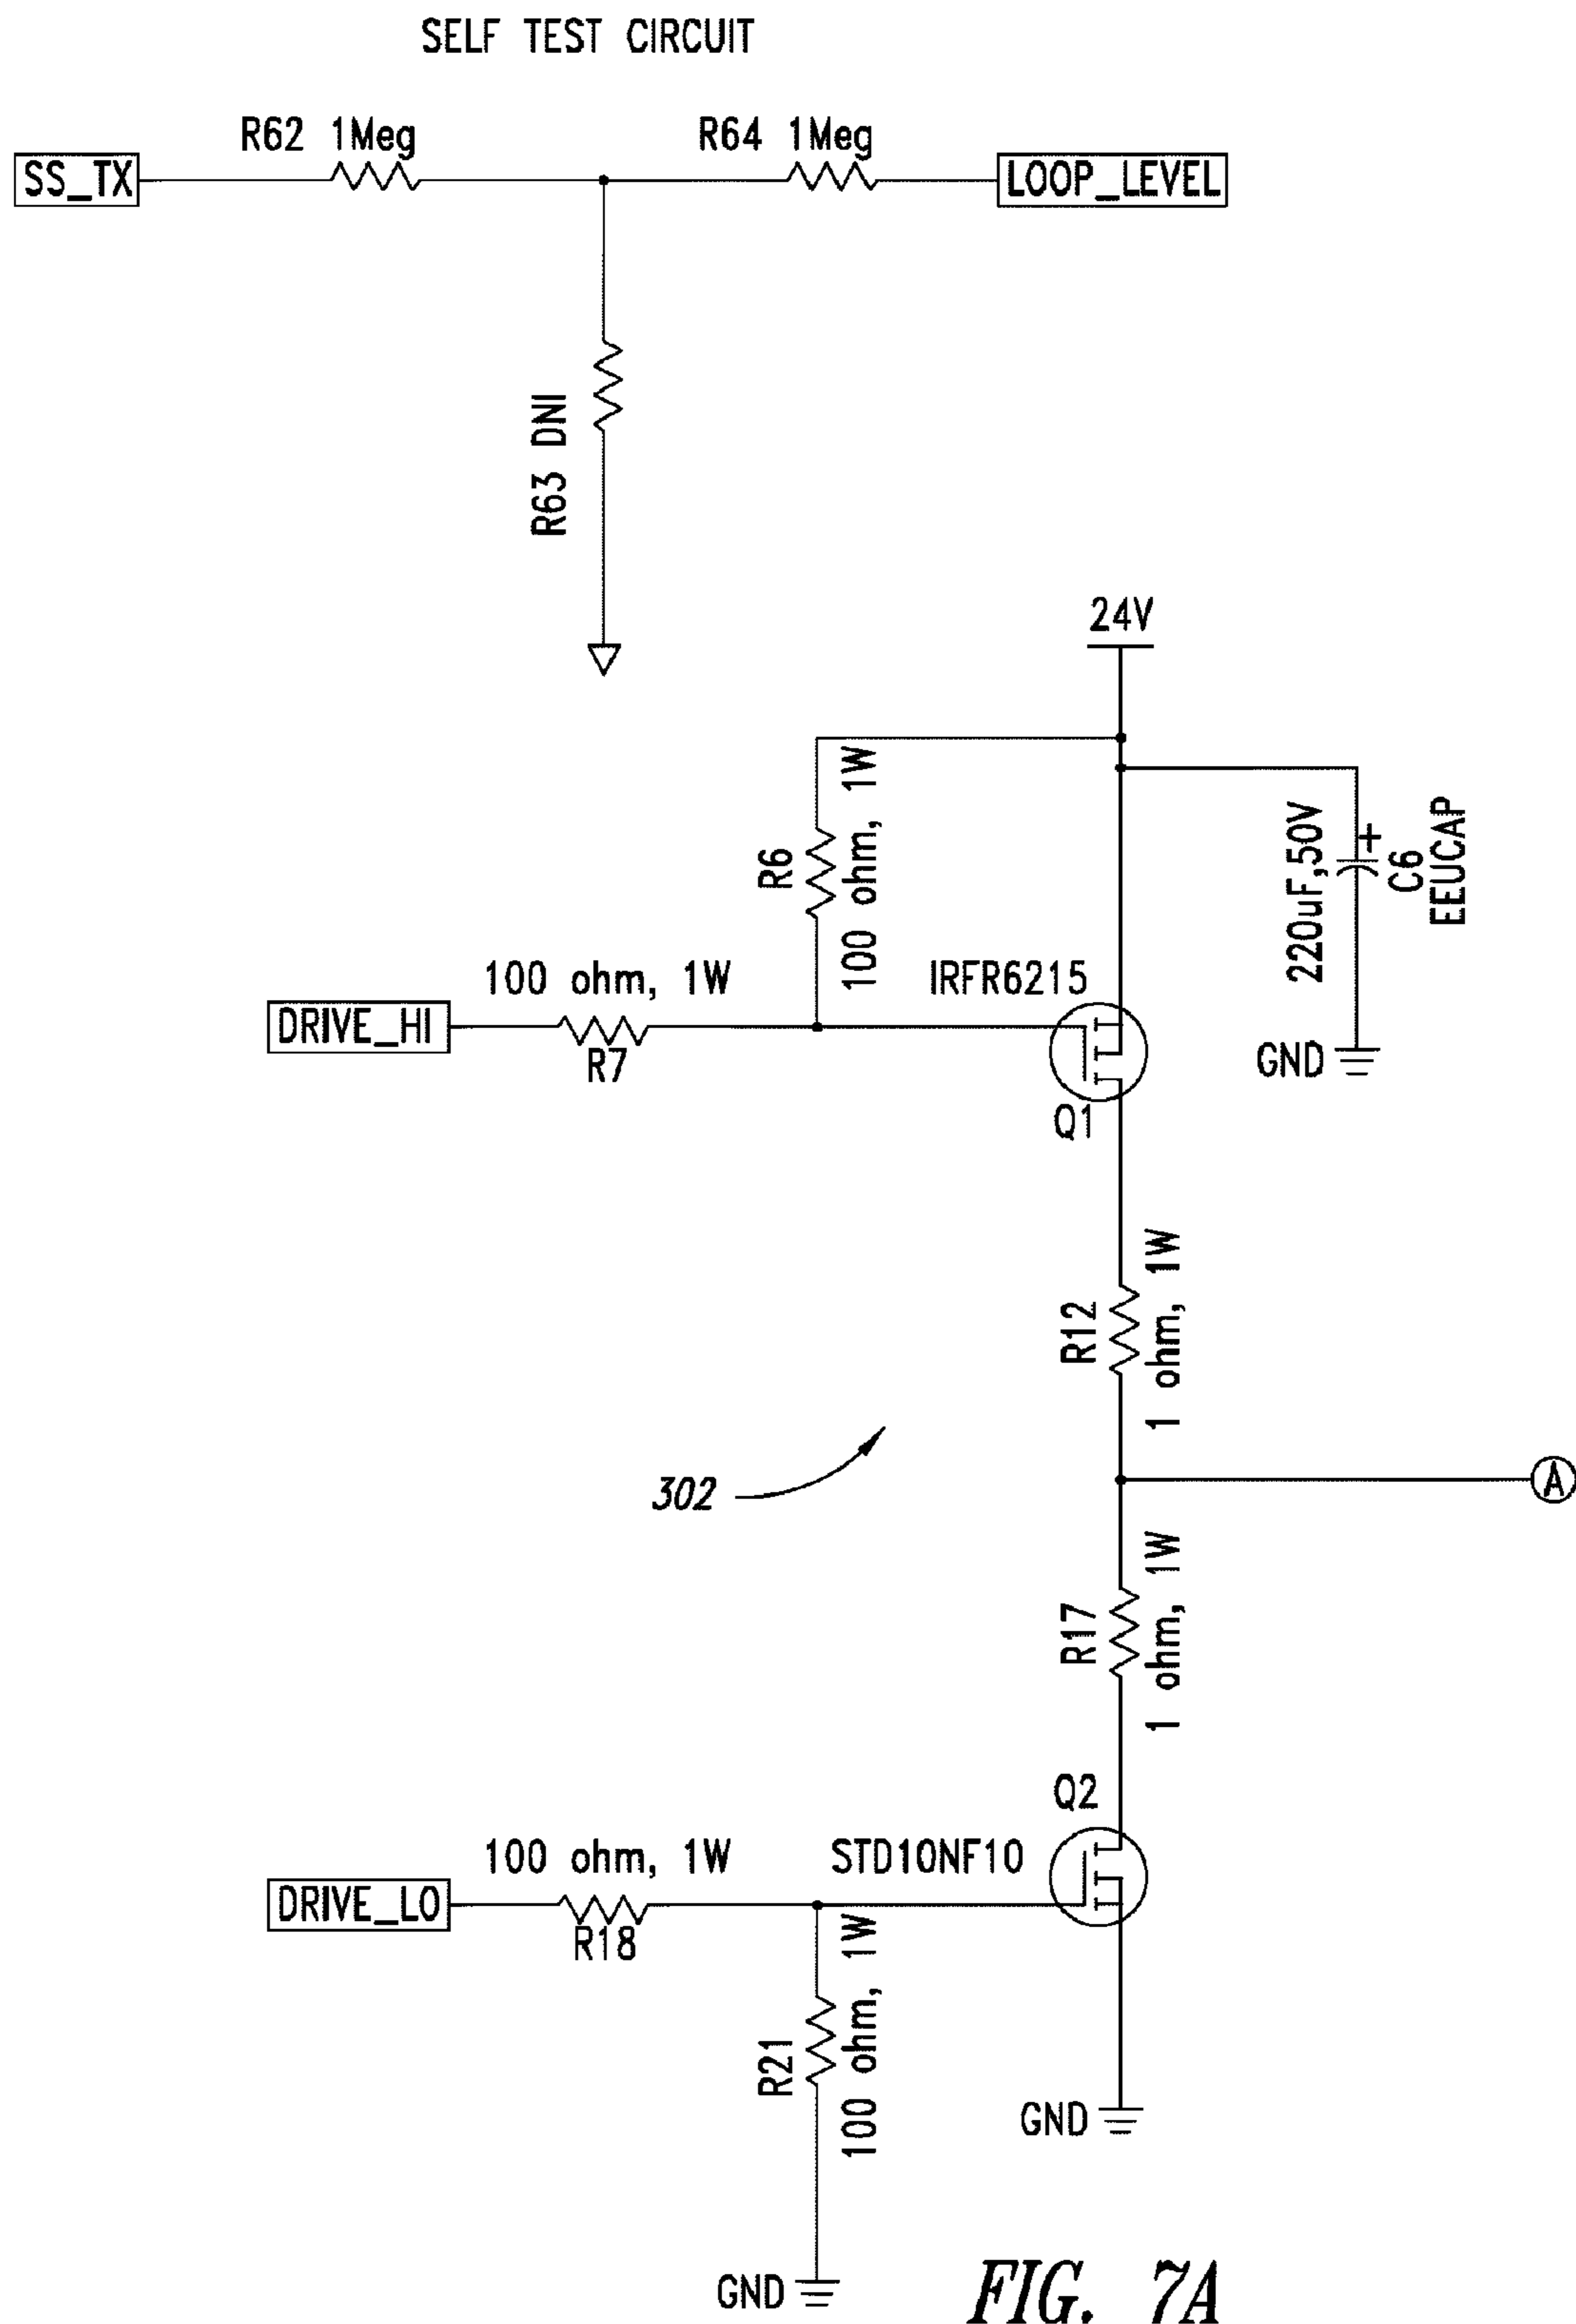 SELF TEST CIRCUIT
R62 1Meg
R64 1Meg
SS_TX
LOOP_LEVEL
R63 DNI
24V
R6
100 ohm, 1W
220uF,50V
+
C6
EEUCAP
100 ohm, 1W
IRFR6215
DRIVE_HI
R7
GND
Q1
R12
1 ohm, 1W
302
A
R17
1 ohm, 1W
Q2
100 ohm, 1W
STD10NF10
DRIVE_LO
R18
R21
100 ohm, 1W
GND
GND
FIG. 7A